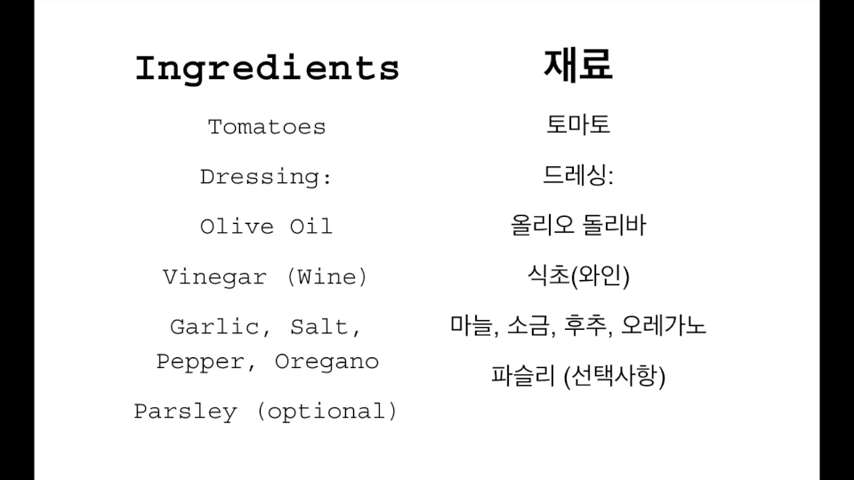 Ingredients
Tomatoes
Dressing:
Olive Oil
Vinegar (Wine)
Garlic, Salt,
Pepper, Oregano
Parsley (optional)
재료
토마토
드레싱:
올리오 돌리바
식초(와인)
마늘, 소금, 후추, 오레가노
파슬리 (선택사항)